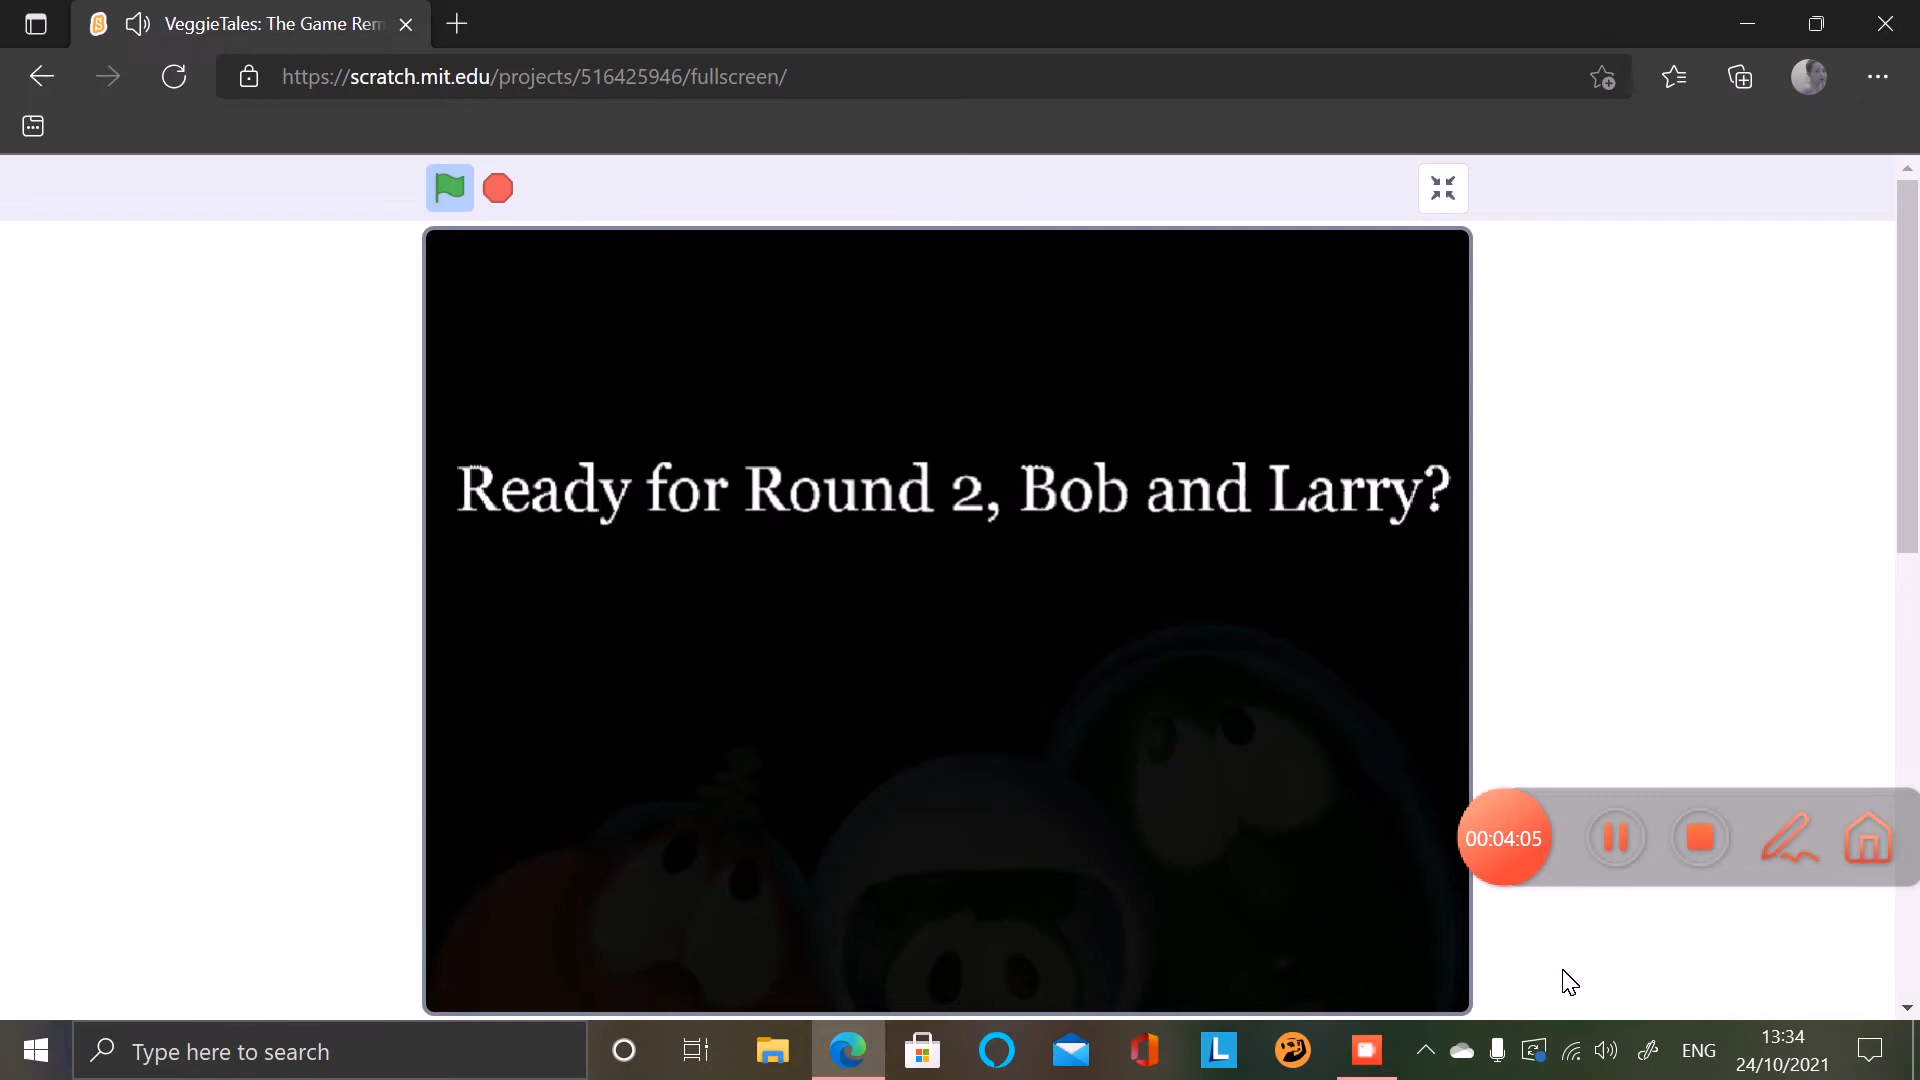 VeggieTales: The Game Rem
https://scratch.mit.edu/projects/516425946/fullscreen/
Ready for Round 2, Bob and Larry?
00:04:05
Type here to search
L
ENG
13:34
24/10/2021